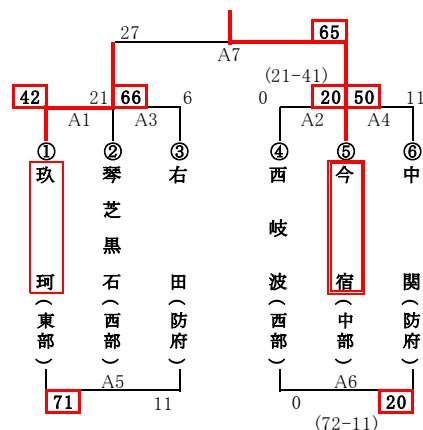 27 65
A7
(21-41)
42 21 66 6 0 20 50 11
A1 A3 A2 A4
① ② ③ ④ ⑤ ⑥
玖珂(東部)
琴芝黒石(西部)
右田(防府)
西岐波(西部)
今宿(中部)
中関(防府)
A5 A6
71 11 0 20
(72-11)